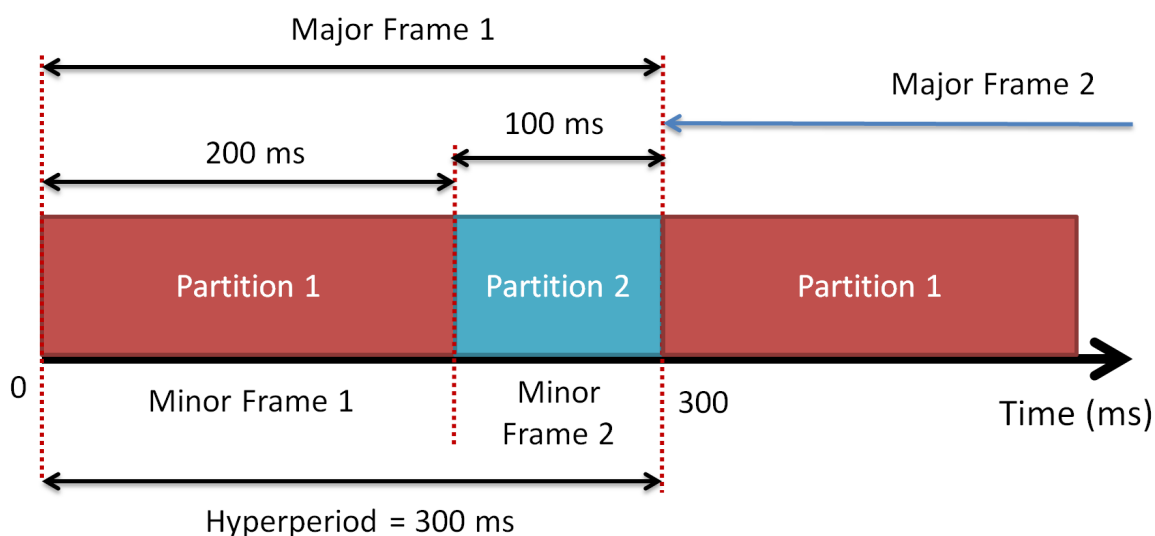 Major Frame 1
Major Frame 2
100 ms
200 ms
Partition 1
Partition 2
Partition 1
0
Minor Frame 1
Minor
Frame 2
300
Time (ms)
Hyperperiod = 300 ms